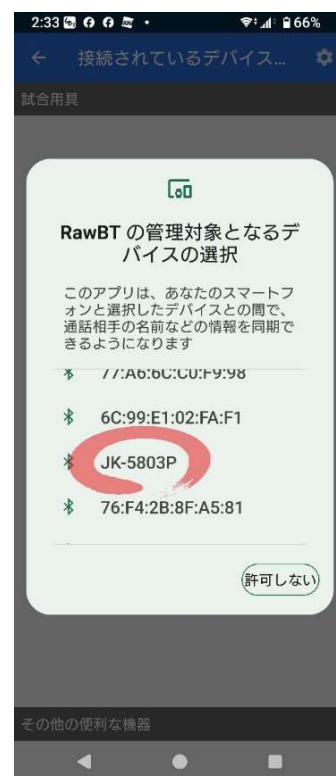 2:33 66%
接続されているデバイス...
試合用具
RawBT の管理対象となるデ
バイスの選択
このアプリは、あなたのスマートフ
ォンと選択したデバイスとの間で、
通話相手の名前などの情報を同期で
きるようになります
77:A6:6C:C0:F9:98
6C:99:E1:02:FA:F1
JK-5803P
76:F4:2B:8F:A5:81
許可しない
その他の便利な機器